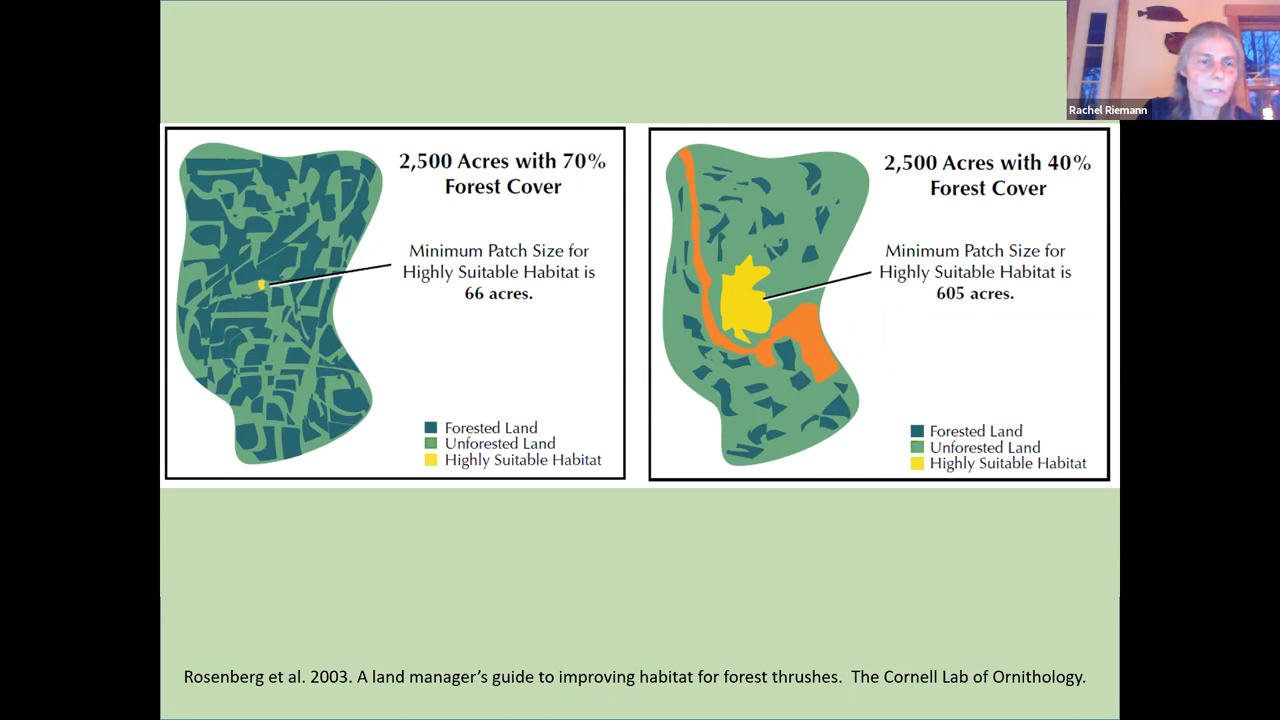 Rachel Riemann
2,500 Acres with 70%
Forest Cover
Minimum Patch Size for
Highly Suitable Habitat is
66 acres.
Forested Land
Unforested Land
Highly Suitable Habitat
2,500 Acres with 40%
Forest Cover
Minimum Patch Size for
Highly Suitable Habitat is
605 acres.
Forested Land
Unforested Land
Highly Suitable Habitat
Rosenberg et al. 2003. A land manager's guide to improving habitat for forest thrushes. The Cornell Lab of Ornithology.